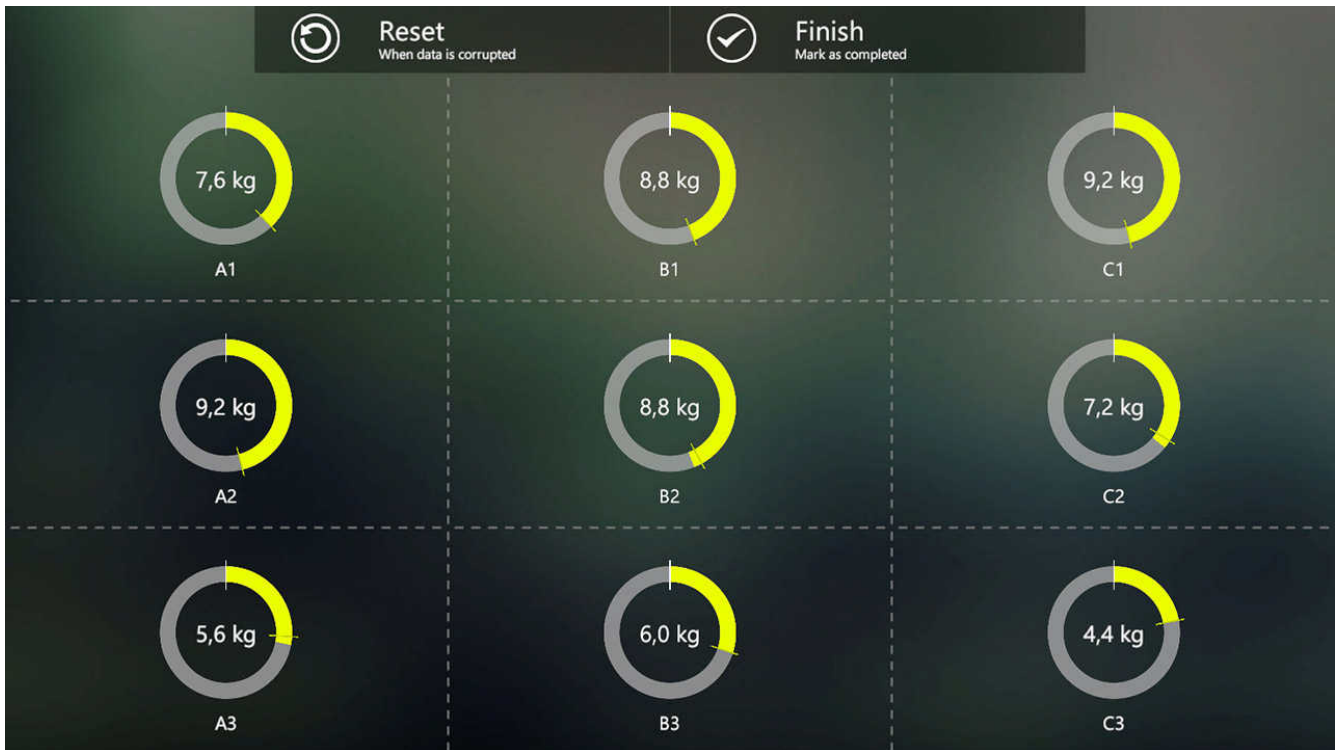 Reset
When data is corrupted
Finish
Mark as completed
7,6 kg
8,8 kg
9,2 kg
A1
B1
C1
9,2 kg
8,8 kg
7,2 kg
A2
B2
C2
5,6 kg
6,0 kg
4,4 kg
A3
B3
C3